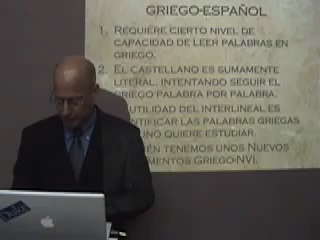 GRIEGO-ESPAÑOL
1. REQUIERE CIERTO NIVEL DE
CAPACIDAD DE LEER PALABRAS EN
GRIEGO.
2. EL CASTELLANO ES SUMAMENTE
LITERAL, INTENTANDO SEGUIR EL
GRIEGO PALABRA POR PALABRA.
UTILIDAD DEL INTERLINEAL ES
IDENTIFICAR LAS PALABRAS GRIEGAS
UNO QUIERE ESTUDIAR.
TENEMOS UNOS NUEVOS
GRIEGO-NVI.